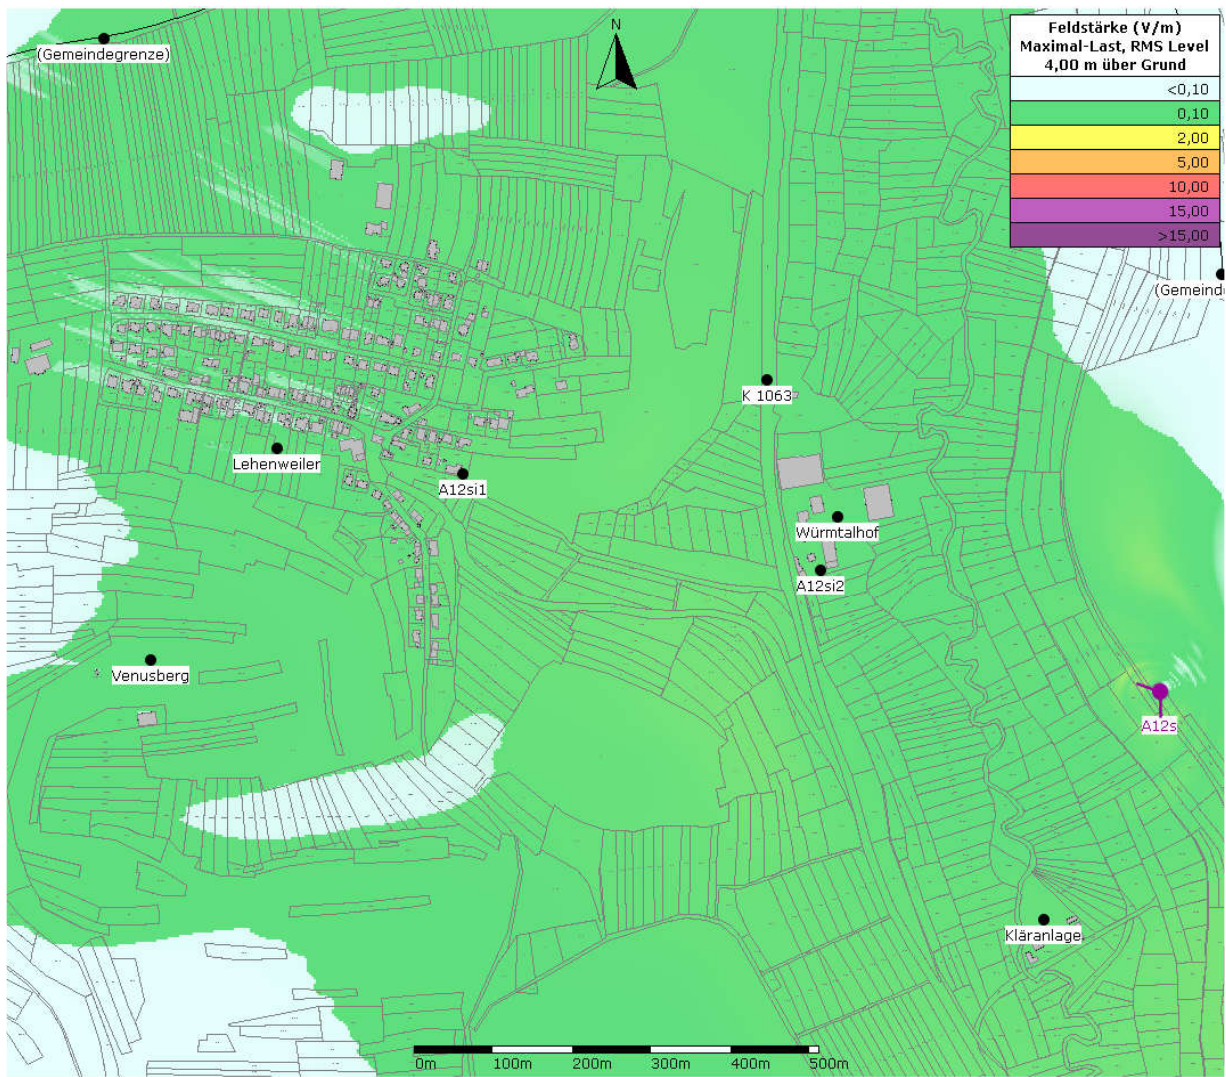 (Gemeindegrenze)
N
Feldstärke (V/m)
Maximal-Last, RMS Level
4,00 m über Grund
<0,10
0,10
2,00
5,00
10,00
15,00
>15,00
(Gemeinde
K 1063
Lehenweiler
A12si1
Würmtalhof
A12si2
Venusberg
A12s
Kläranlage
0m 100m 200m 300m 400m 500m